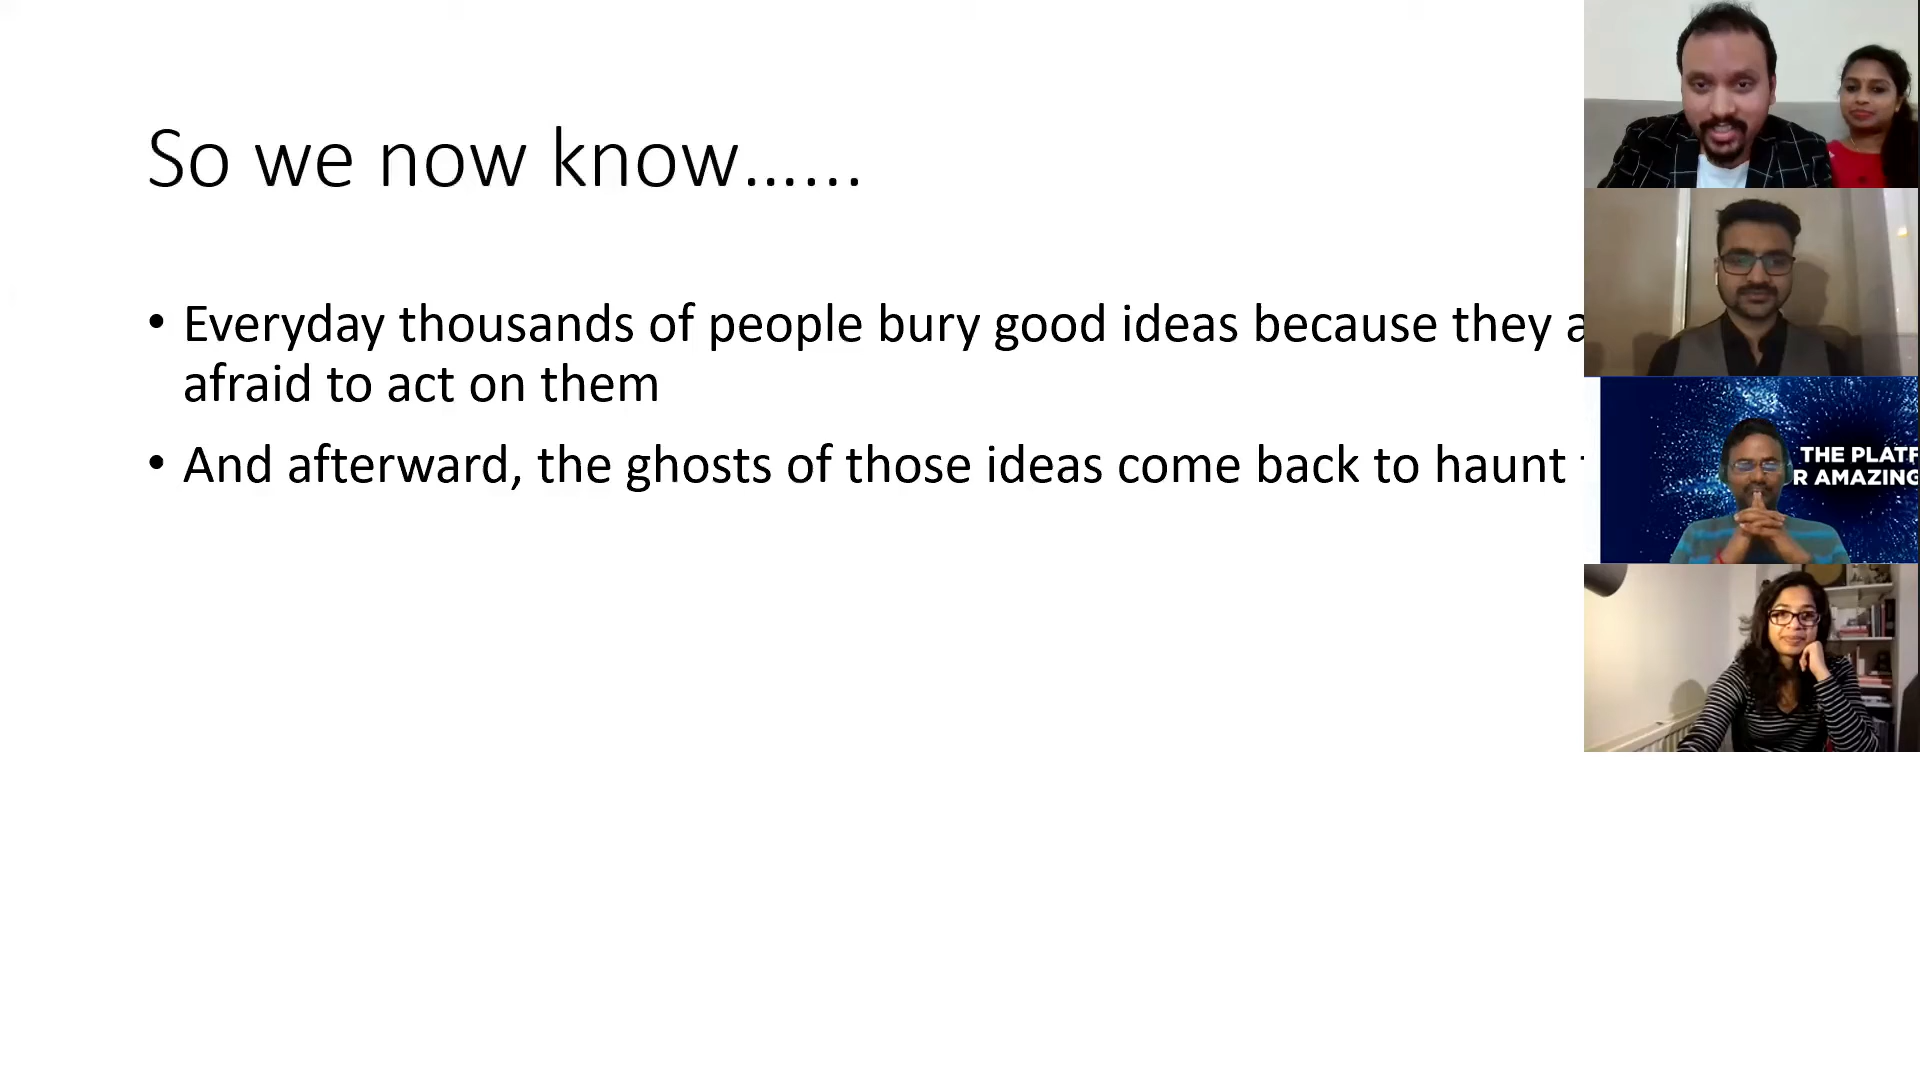 So we now know......
• Everyday thousands of people bury good ideas because they
afraid to act on them
• And afterward, the ghosts of those ideas come back to haunt
THE PLATF
R AMAZING